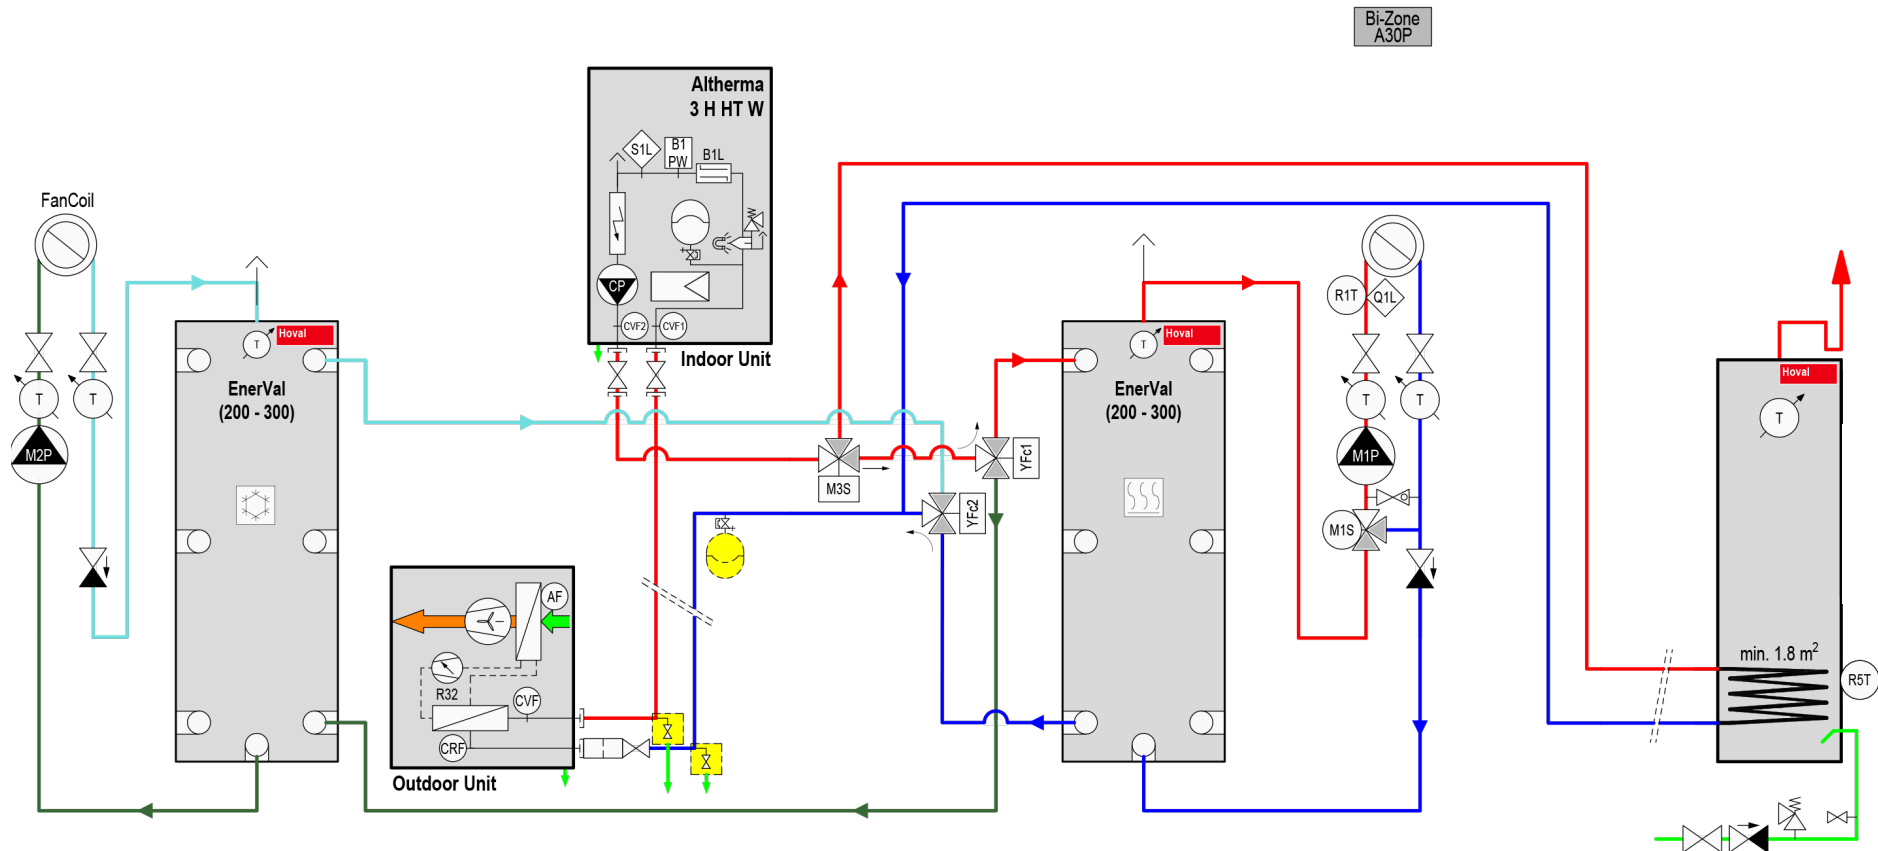 Bi-Zone
A30P
Altherma
3 H HT W
S1L
B1
PW
B1L
CP
CVF2
CVF1
Indoor Unit
FanCoil
T
T
M2P
T
Hoval
EnerVal
(200 - 300)
AF
R32
CVF
CRF
Outdoor Unit
M3S
YFc1
YFc2
T
Hoval
EnerVal
(200 - 300)
R1T
Q1L
T
T
M1P
M1S
Hoval
T
min. 1.8 m²
R5T